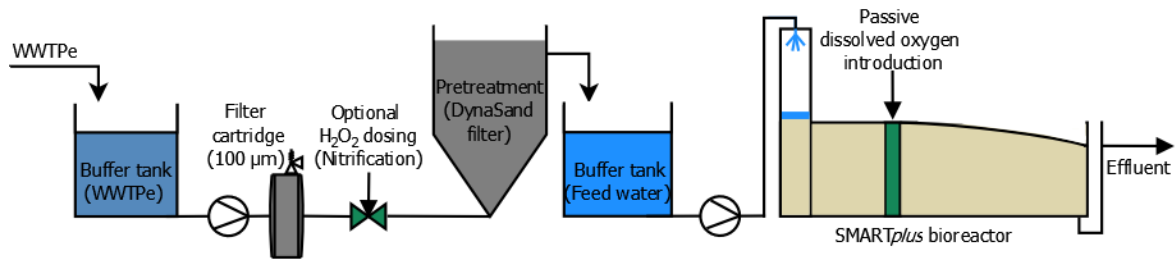 WWTPe
Buffer tank
(WWTPe)
Filter
cartridge
(100 µm)
Optional
H₂O₂ dosing
(Nitrification)
Pretreatment
(DynaSand
filter)
Buffer tank
(Feed water)
Passive
dissolved oxygen
introduction
SMARTplus bioreactor
Effluent